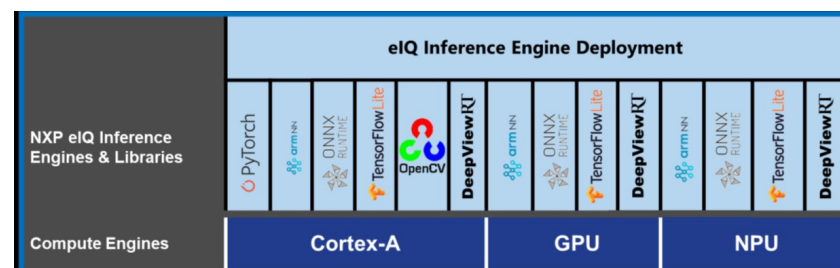 eIQ Inference Engine Deployment
NXP eIQ Inference
Engines & Libraries
PyTorch
arm NN
ONNX
RUNTIME
TensorFlow Lite
OpenCV
DeepViewRT
arm NN
ONNX
RUNTIME
TensorFlow Lite
DeepViewRT
arm NN
ONNX
RUNTIME
TensorFlow Lite
DeepViewRT
Compute Engines
Cortex-A
GPU
NPU